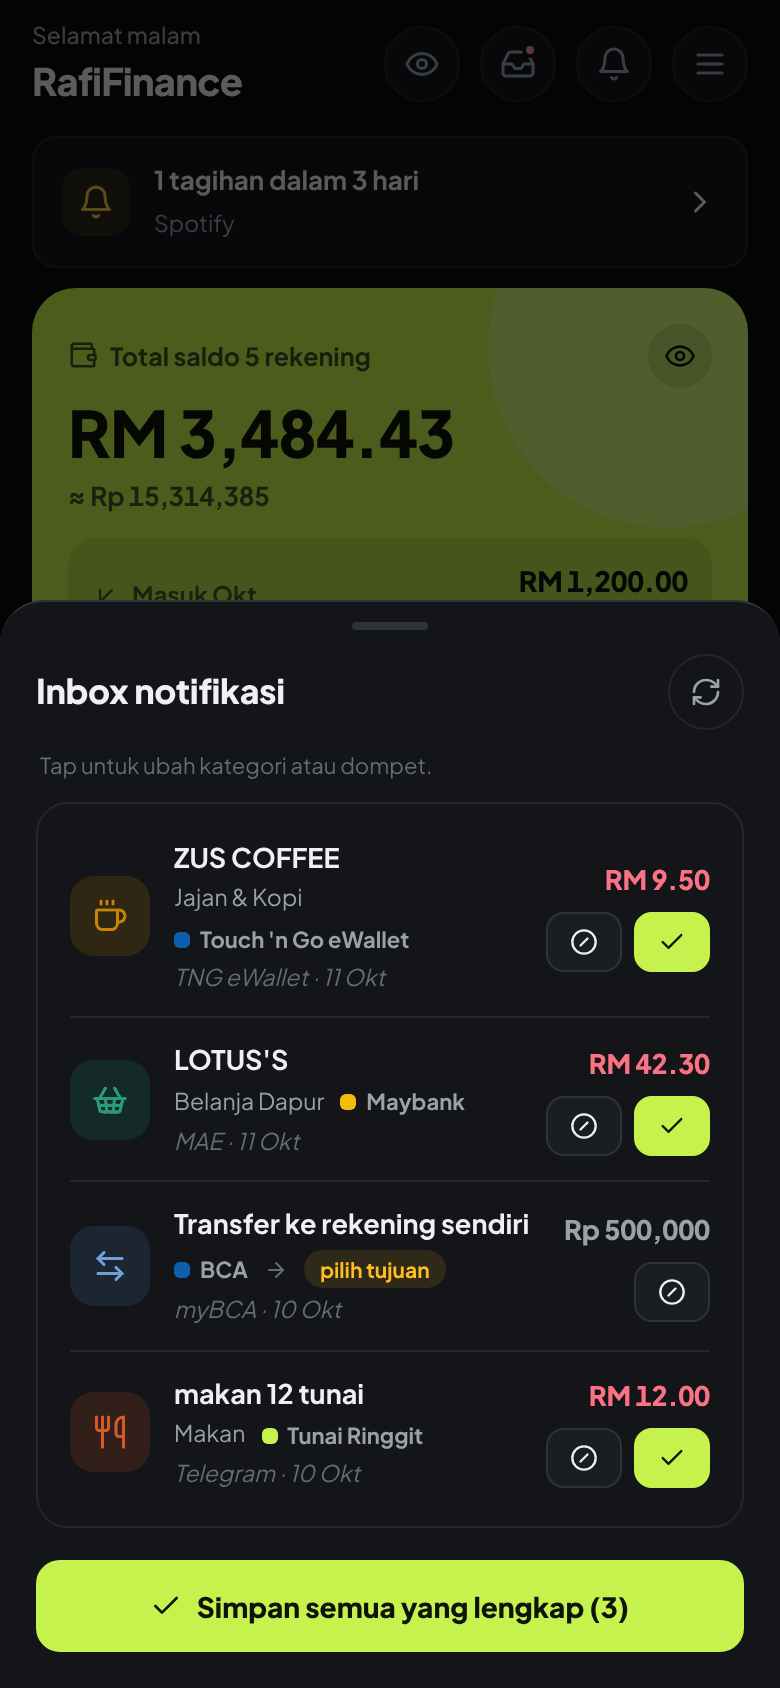 Selamat malam
RafiFinance
1 tagihan dalam 3 hari
Spotify
Total saldo 5 rekening
RM 3,484.43
≈ Rp 15,314,385
Masuk Okt
RM 1,200.00
Inbox notifikasi
Tap untuk ubah kategori atau dompet.
ZUS COFFEE
RM 9.50
Jajan & Kopi
Touch 'n Go eWallet
TNG eWallet · 11 Okt
LOTUS'S
RM 42.30
Belanja Dapur Maybank
MAE · 11 Okt
Transfer ke rekening sendiri
Rp 500,000
BCA → pilih tujuan
myBCA · 10 Okt
makan 12 tunai
RM 12.00
Makan Tunai Ringgit
Telegram · 10 Okt
Simpan semua yang lengkap (3)